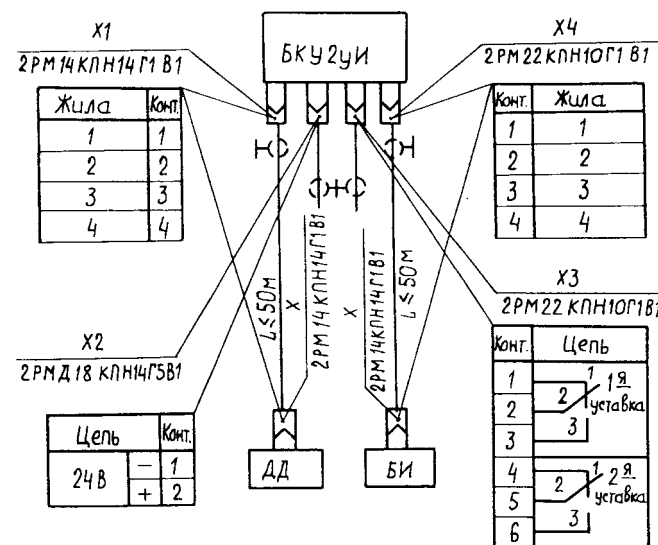 X1
2РМ14КПН14Г1В1
БКУ2уИ
X4
2РМ22КПН10Г1В1
Жила Конт.
1 1
2 2
3 3
4 4
Конт. Жила
1 1
2 2
3 3
4 4
L≤50м
X
2РМ14КПН14Г1В1
X
2РМ14КПН14Г1В1
L≤50м
X2
2РМД18КПН14Г5В1
X3
2РМ22КПН10Г1В1
Цепь Конт.
24В
− 1
+ 2
ДД
БИ
Конт. Цепь
1
2
3
2 1 1я
уставка
3
4
5
6
2 1 2я
уставка
3